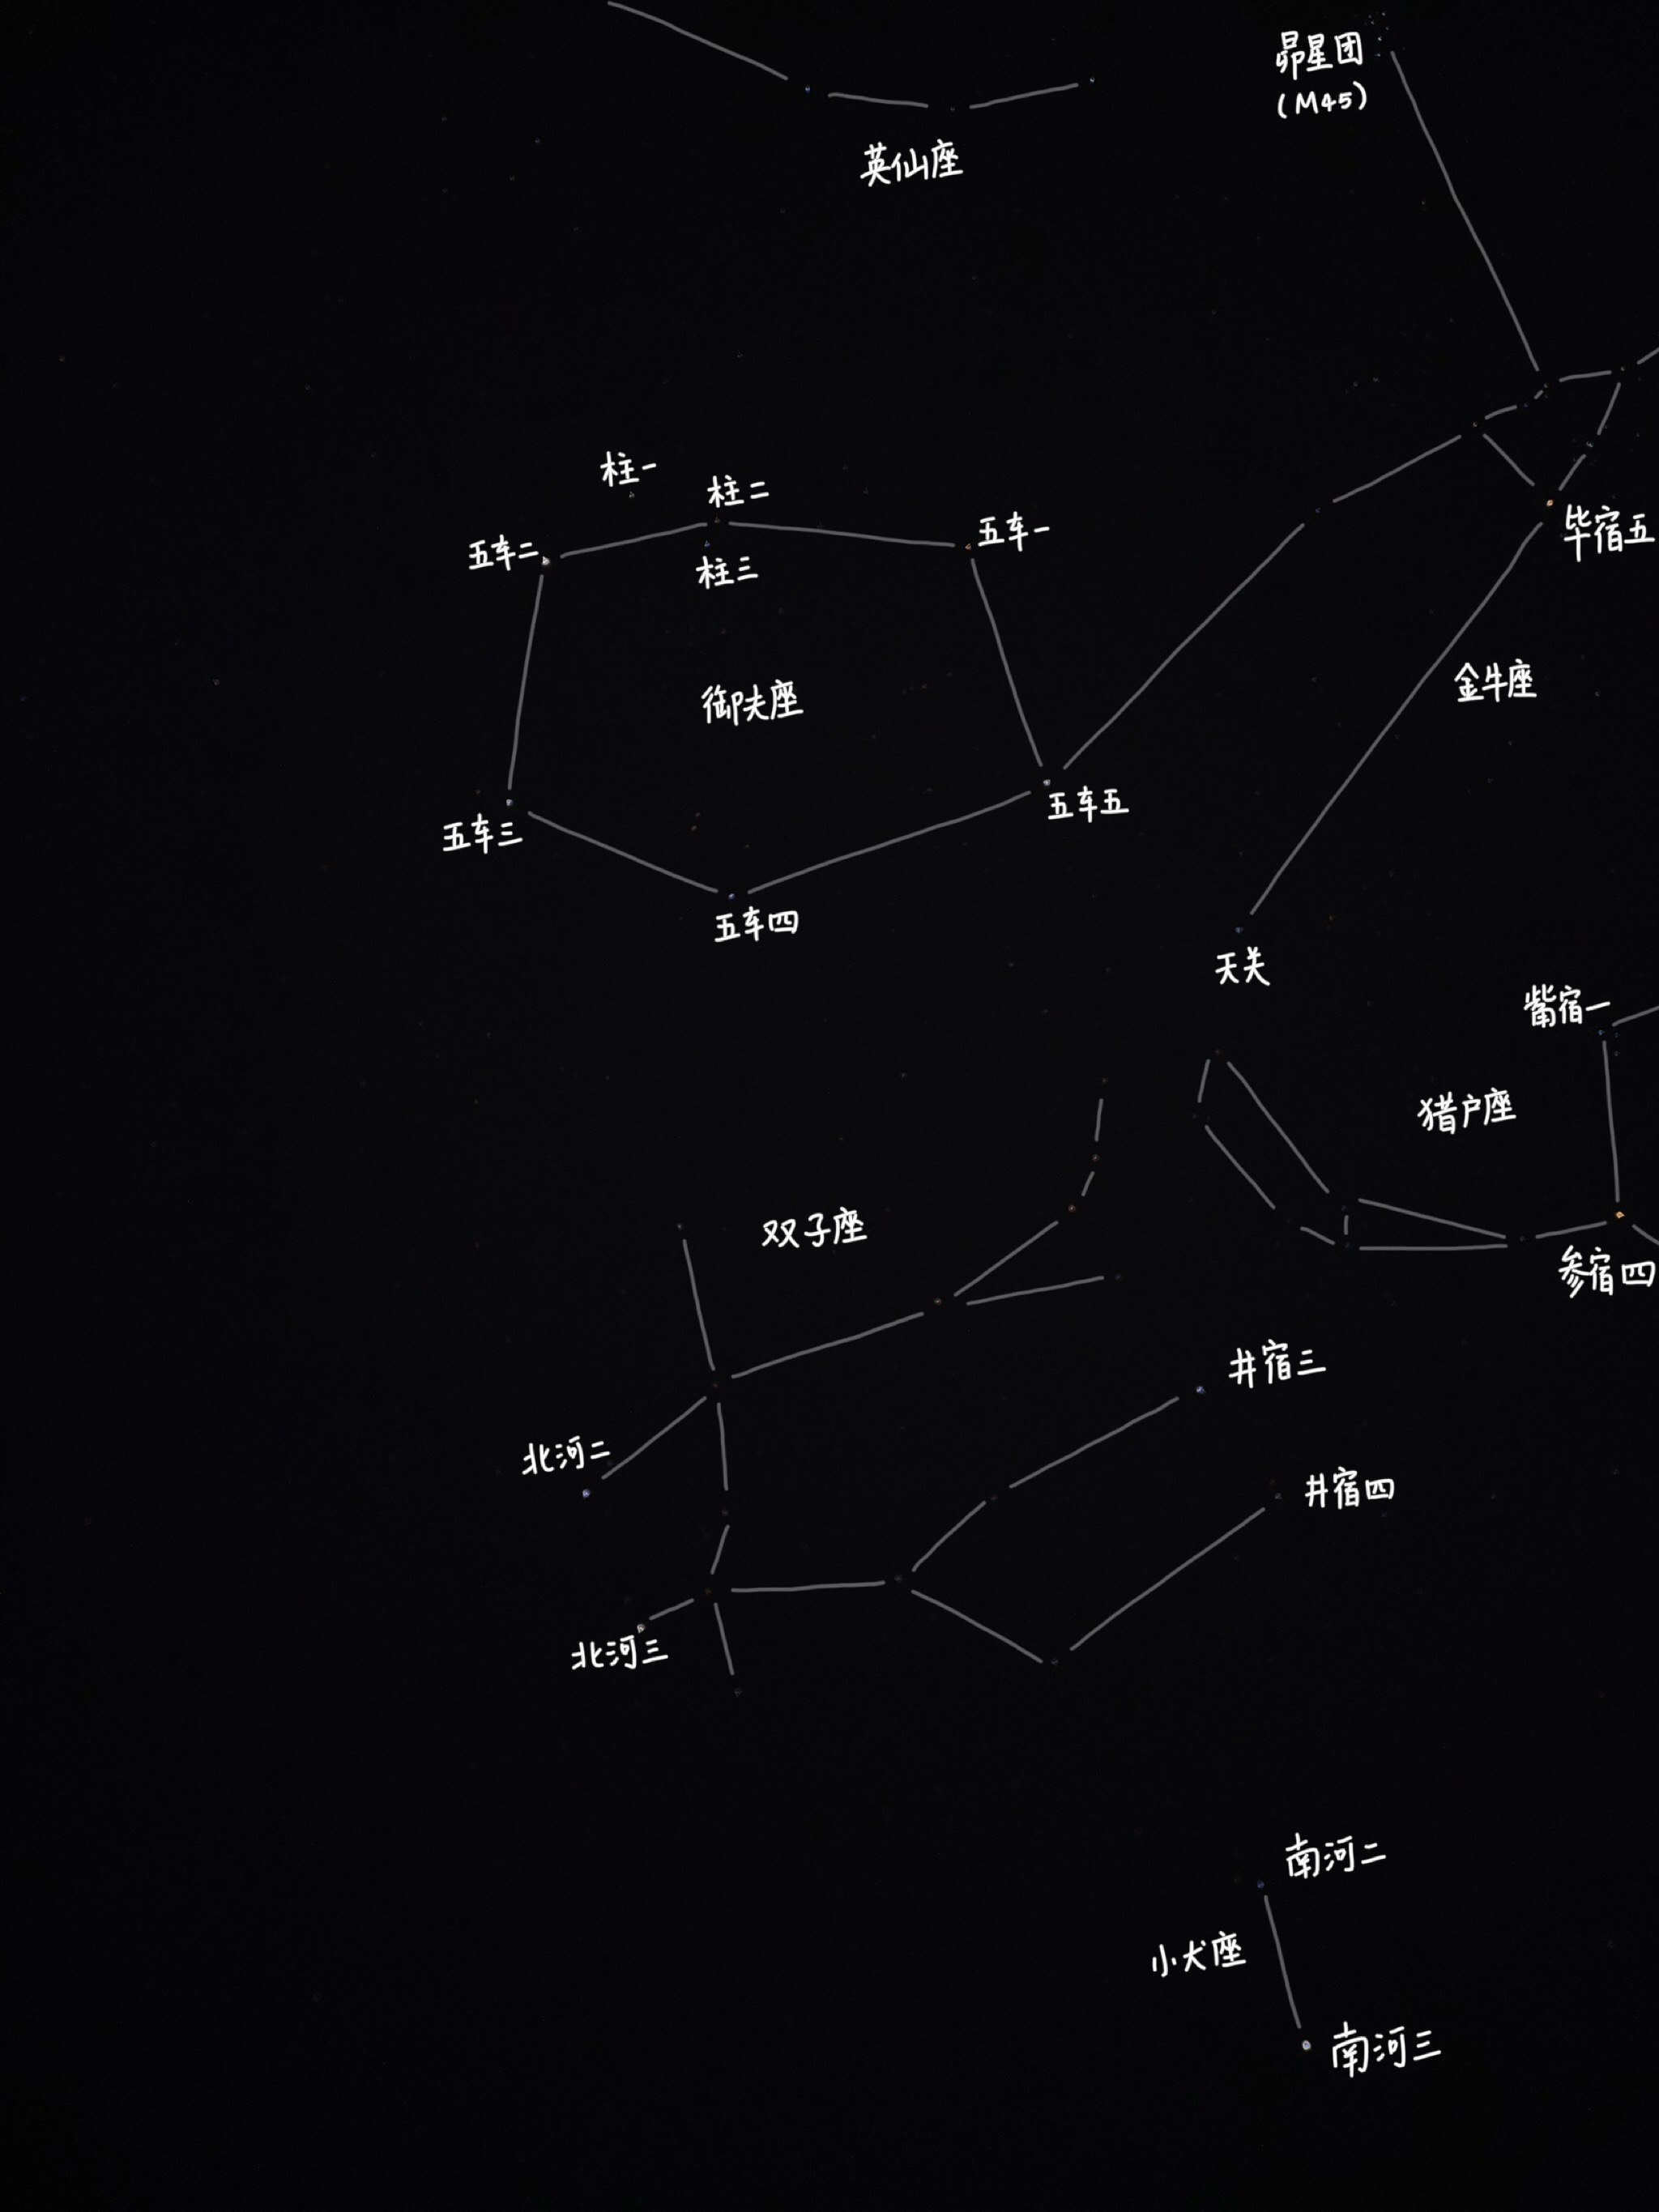 昴星团
(M45)
英仙座
柱一
柱二
五车二
五车一
柱三
毕宿五
御夫座
金牛座
五车五
五车三
五车四
天关
觜宿一
猎户座
双子座
参宿四
井宿三
北河二
井宿四
北河三
南河二
小犬座
南河三